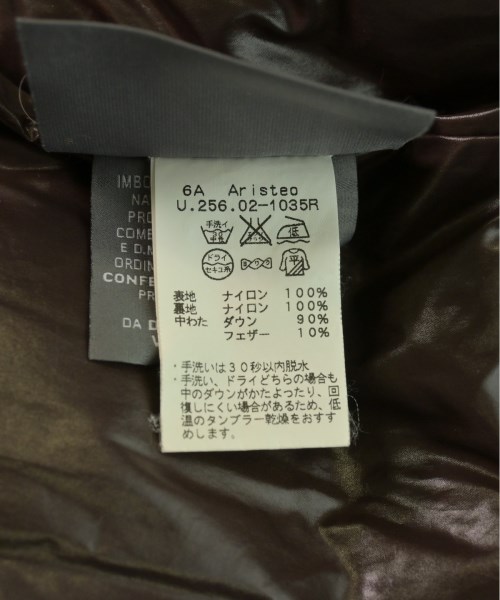 6A Aristeo
U.256.02-1035R
手洗イ
低
ドライ
セキユ系
ヨワク
平
表地 ナイロン 100%
裏地 ナイロン 100%
中わた ダウン 90%
フェザー 10%
・手洗いは30秒以内脱水
・手洗い、ドライどちらの場合も
中のダウンがかたよったり、回
復しにくい場合があるため、低
温のタンブラー乾燥をおすす
めします。
IMBO
NA
PRO
COME
E D.M
ORDIN
CONFE
PR
DA D
V